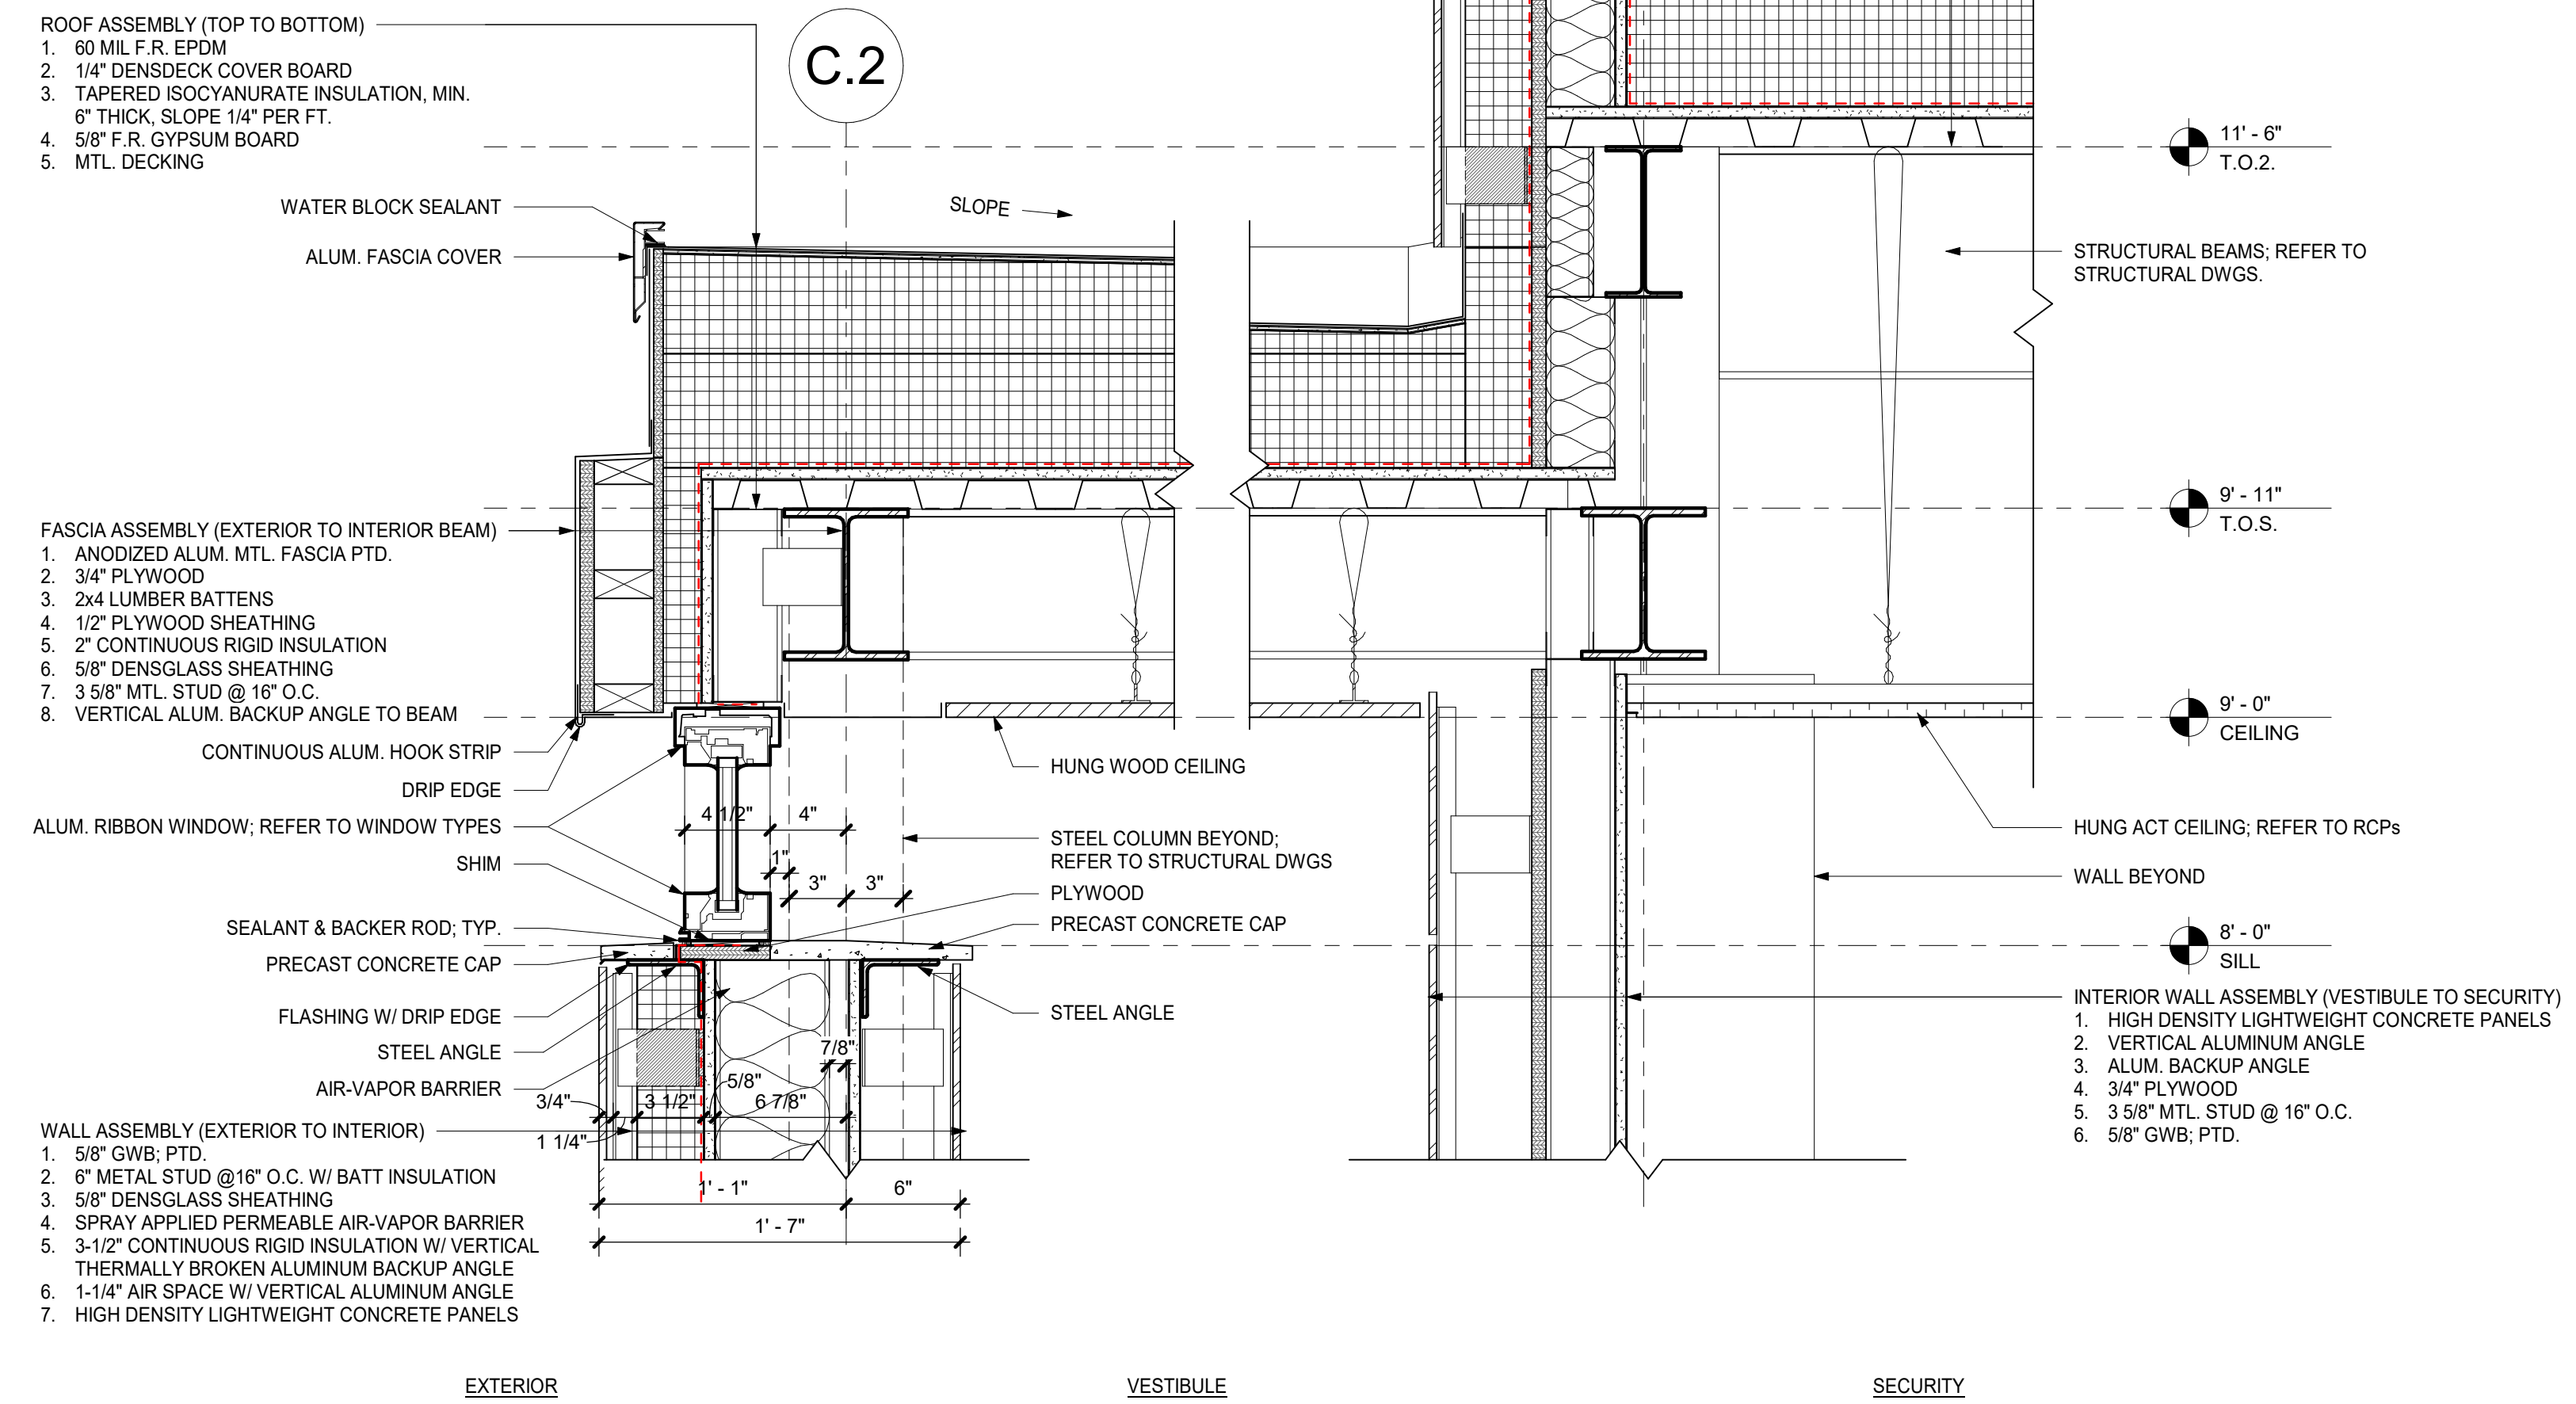 ROOF ASSEMBLY (TOP TO BOTTOM)
1. 60 MIL F.R. EPDM
2. 1/4" DENSDECK COVER BOARD
3. TAPERED ISOCYANURATE INSULATION, MIN.
6" THICK, SLOPE 1/4" PER FT.
4. 5/8" F.R. GYPSUM BOARD
5. MTL. DECKING
C.2
WATER BLOCK SEALANT
ALUM. FASCIA COVER
SLOPE
11' - 6"
T.O.2.
STRUCTURAL BEAMS; REFER TO
STRUCTURAL DWGS.
9' - 11"
T.O.S.
FASCIA ASSEMBLY (EXTERIOR TO INTERIOR BEAM)
1. ANODIZED ALUM. MTL. FASCIA PTD.
2. 3/4" PLYWOOD
3. 2x4 LUMBER BATTENS
4. 1/2" PLYWOOD SHEATHING
5. 2" CONTINUOUS RIGID INSULATION
6. 5/8" DENSGLASS SHEATHING
7. 3 5/8" MTL. STUD @ 16" O.C.
8. VERTICAL ALUM. BACKUP ANGLE TO BEAM
9' - 0"
CEILING
CONTINUOUS ALUM. HOOK STRIP
DRIP EDGE
ALUM. RIBBON WINDOW; REFER TO WINDOW TYPES
SHIM
SEALANT & BACKER ROD; TYP.
PRECAST CONCRETE CAP
FLASHING W/ DRIP EDGE
STEEL ANGLE
AIR-VAPOR BARRIER
4 1/2"
4"
1"
3"
3"
HUNG WOOD CEILING
STEEL COLUMN BEYOND;
REFER TO STRUCTURAL DWGS
PLYWOOD
PRECAST CONCRETE CAP
STEEL ANGLE
HUNG ACT CEILING; REFER TO RCPs
WALL BEYOND
8' - 0"
SILL
INTERIOR WALL ASSEMBLY (VESTIBULE TO SECURITY)
1. HIGH DENSITY LIGHTWEIGHT CONCRETE PANELS
2. VERTICAL ALUMINUM ANGLE
3. ALUM. BACKUP ANGLE
4. 3/4" PLYWOOD
5. 3 5/8" MTL. STUD @ 16" O.C.
6. 5/8" GWB; PTD.
7/8"
5/8"
3/4"
3 1/2"
6 7/8"
1 1/4"
1' - 1"
6"
1' - 7"
WALL ASSEMBLY (EXTERIOR TO INTERIOR)
1. 5/8" GWB; PTD.
2. 6" METAL STUD @16" O.C. W/ BATT INSULATION
3. 5/8" DENSGLASS SHEATHING
4. SPRAY APPLIED PERMEABLE AIR-VAPOR BARRIER
5. 3-1/2" CONTINUOUS RIGID INSULATION W/ VERTICAL
THERMALLY BROKEN ALUMINUM BACKUP ANGLE
6. 1-1/4" AIR SPACE W/ VERTICAL ALUMINUM ANGLE
7. HIGH DENSITY LIGHTWEIGHT CONCRETE PANELS
EXTERIOR
VESTIBULE
SECURITY